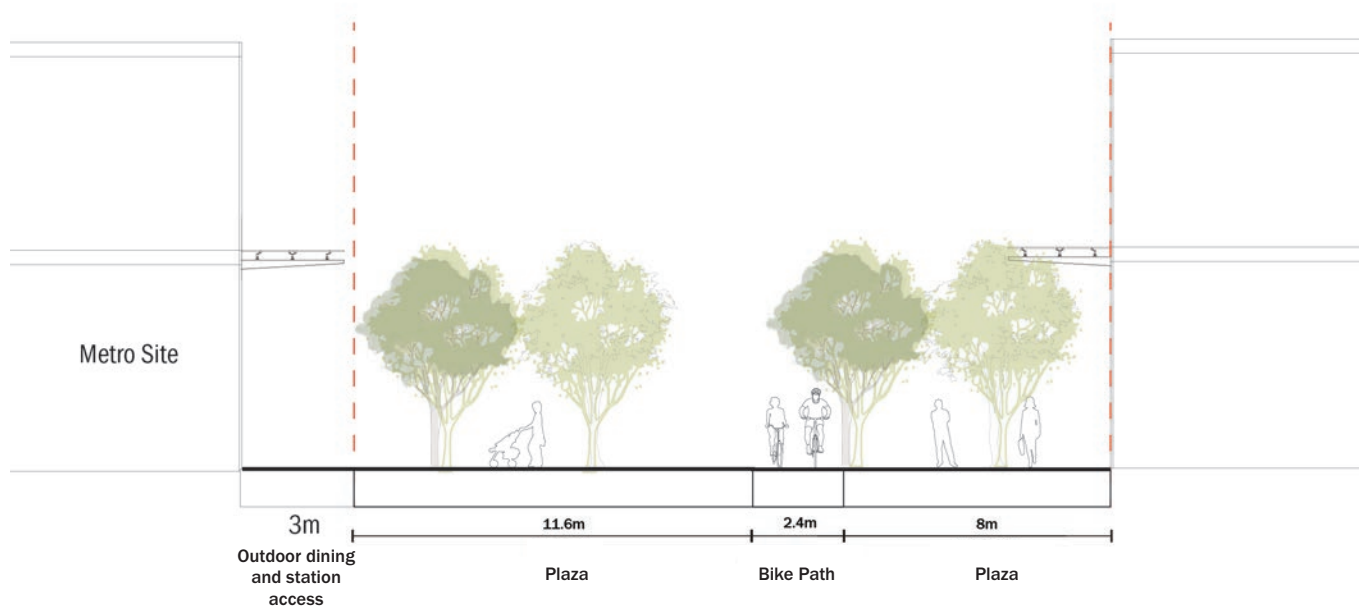 Metro Site
3m
11.6m
2.4m
8m
Outdoor dining
and station
access
Plaza
Bike Path
Plaza